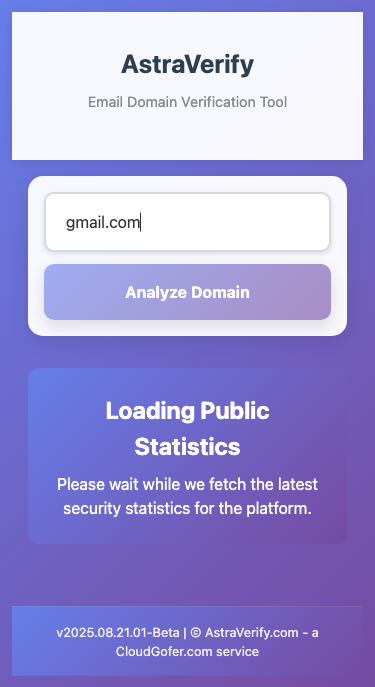 AstraVerify
Email Domain Verification Tool
gmail.com
Analyze Domain
Loading Public
Statistics
Please wait while we fetch the latest
security statistics for the platform.
v2025.08.21.01-Beta | © AstraVerify.com - a
CloudGofer.com service